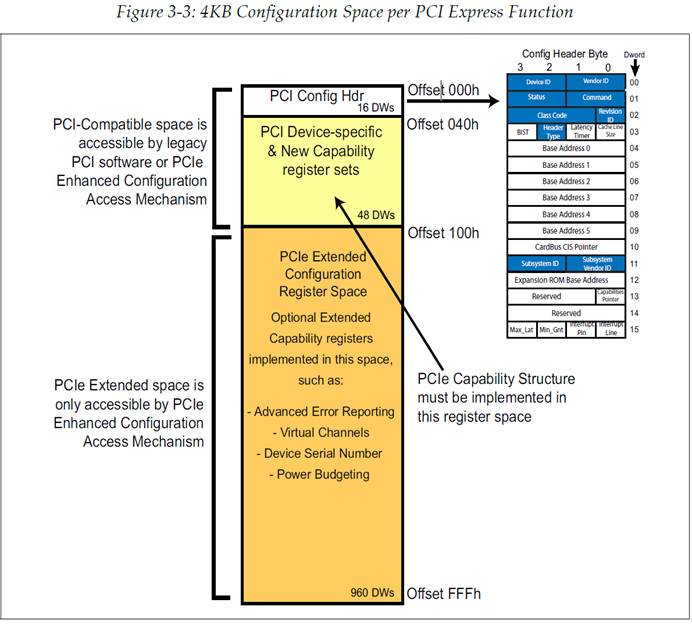 Figure 3-3: 4KB Configuration Space per PCI Express Function
PCI-Compatible space is
accessible by legacy
PCI software or PCIe
Enhanced Configuration
Access Mechanism
PCIe Extended space is
only accessible by PCIe
Enhanced Configuration
Access Mechanism
PCI Config Hdr
16 DWs
PCI Device-specific
& New Capability
register sets
48 DWs
PCIe Extended
Configuration
Register Space
Optional Extended
Capability registers
implemented in this space,
such as:
- Advanced Error Reporting
- Virtual Channels
- Device Serial Number
- Power Budgeting
960 DWs
Offset 000h
Offset 040h
Offset 100h
Offset FFFh
PCIe Capability Structure
must be implemented in
this register space
Config Header Byte
3 2 1 0
Dword
Device ID Vendor ID 00
Status Command 01
Class Code Revision ID 02
BIST Header Type Latency Timer Cache Line Size 03
Base Address 0 04
Base Address 1 05
Base Address 2 06
Base Address 3 07
Base Address 4 08
Base Address 5 09
CardBus CIS Pointer 10
Subsystem ID Subsystem Vendor ID 11
Expansion ROM Base Address 12
Reserved Capabilities Pointer 13
Reserved 14
Max_Lat Min_Gnt Interrupt Pin Interrupt Line 15